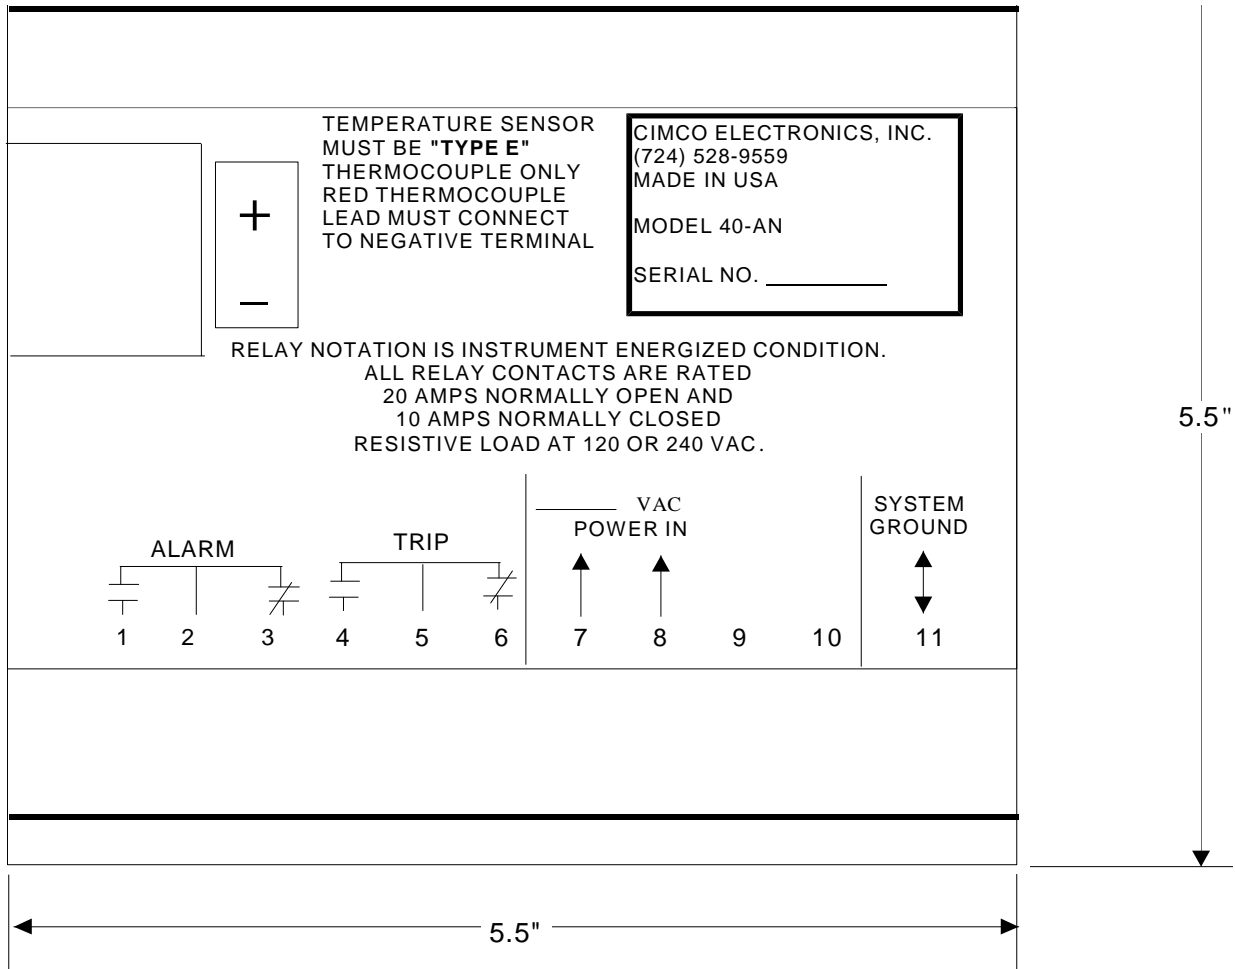 TEMPERATURE SENSOR
MUST BE "TYPE E"
THERMOCOUPLE ONLY
RED THERMOCOUPLE
LEAD MUST CONNECT
TO NEGATIVE TERMINAL
+
–
CIMCO ELECTRONICS, INC.
(724) 528-9559
MADE IN USA
MODEL 40-AN
SERIAL NO. ________
RELAY NOTATION IS INSTRUMENT ENERGIZED CONDITION.
ALL RELAY CONTACTS ARE RATED
20 AMPS NORMALLY OPEN AND
10 AMPS NORMALLY CLOSED
RESISTIVE LOAD AT 120 OR 240 VAC.
5.5"
ALARM
TRIP
______ VAC
POWER IN
SYSTEM
GROUND
1 2 3 4 5 6 7 8 9 10 11
5.5"